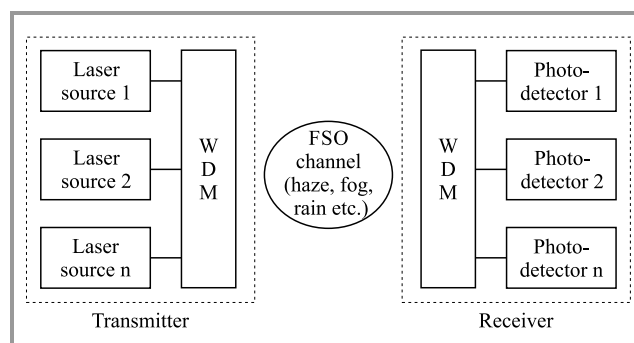 Laser
source 1
Laser
source 2
Laser
source n
W
D
M
Transmitter
FSO
channel
(haze, fog,
rain etc.)
W
D
M
Photo-
detector 1
Photo-
detector 2
Photo-
detector n
Receiver